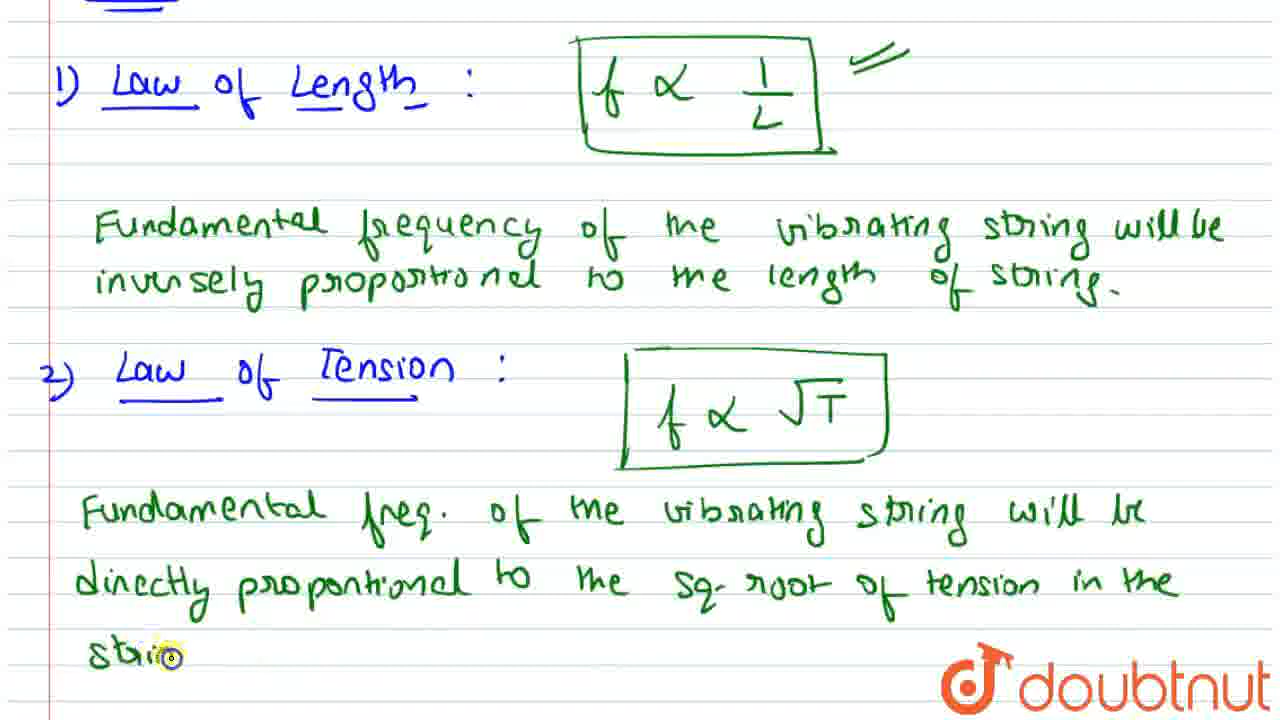 1) Law of Length :
f ∝ 1/L
Fundamental frequency of the vibrating string will be
inversely proportional to the length of string.
2) Law of Tension :
f ∝ √T
Fundamental freq. of the vibrating string will be
directly proportional to the sq. root of tension in the
strin
doubtnut